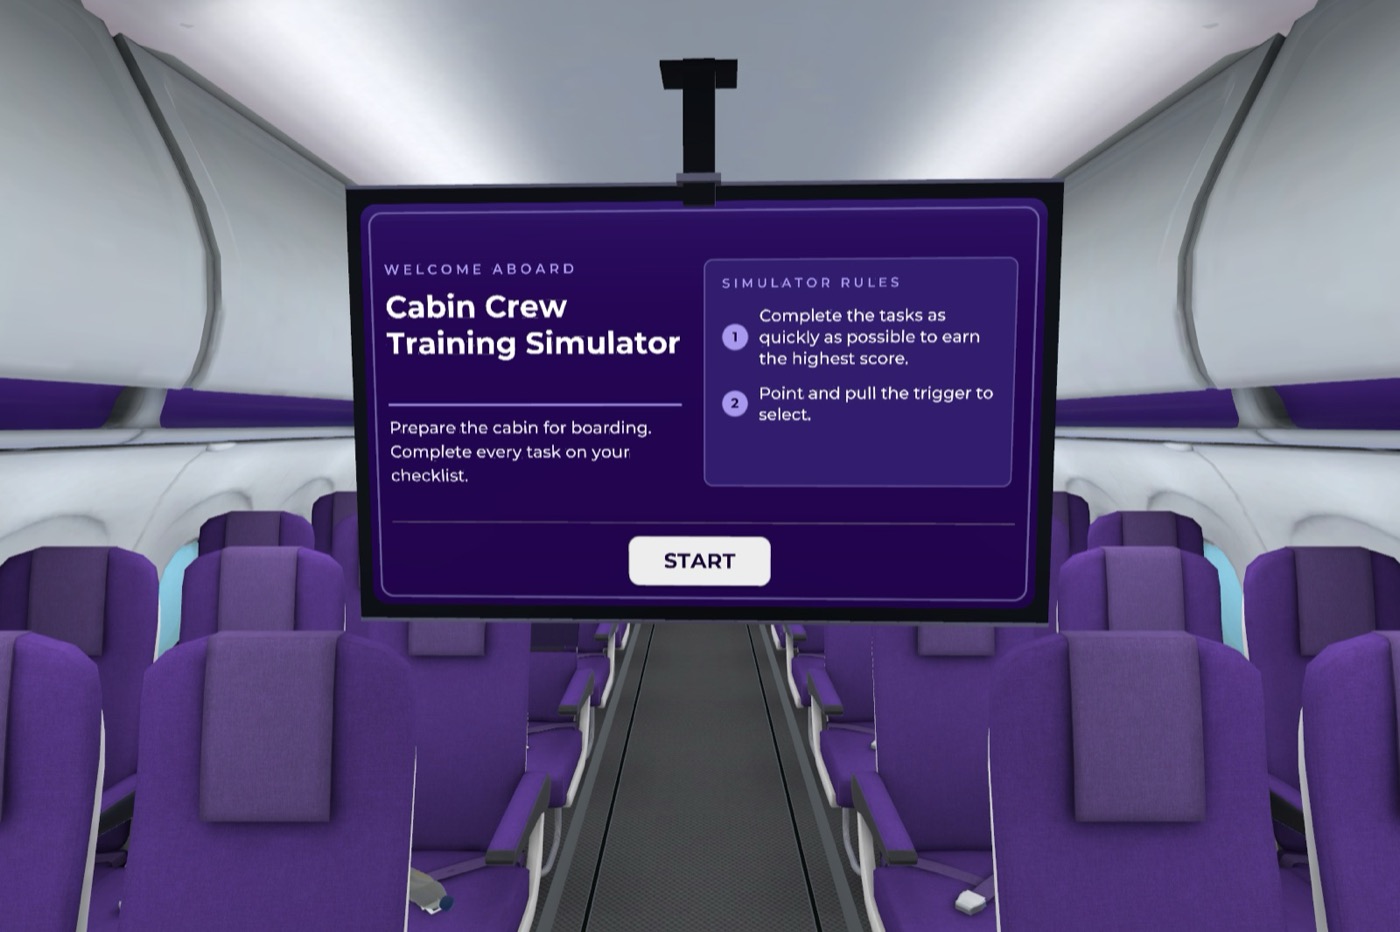 WELCOME ABOARD
Cabin Crew
Training Simulator
Prepare the cabin for boarding.
Complete every task on your
checklist.
SIMULATOR RULES
1
Complete the tasks as
quickly as possible to earn
the highest score.
2
Point and pull the trigger to
select.
START